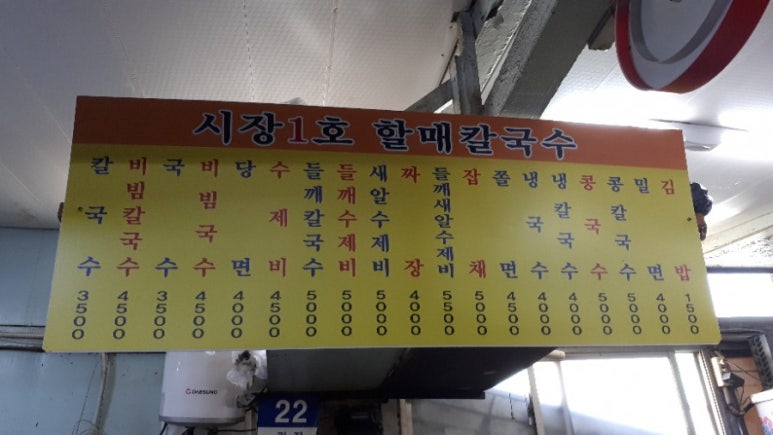 시장1호 할매칼국수
칼국수 3500
비빔칼국수 4500
국수 3500
비빔국수 4500
당면 4000
수제비 4500
들깨칼국수 5000
들깨수제비 5000
새알수제비 5000
짜장 4000
들깨새알수제비 5500
잡채 5000
쫄면 4500
냉국수 4000
냉칼국수 4000
콩국수 5000
콩칼국수 5000
밀면 4000
김밥 1500
DAESUNG
22